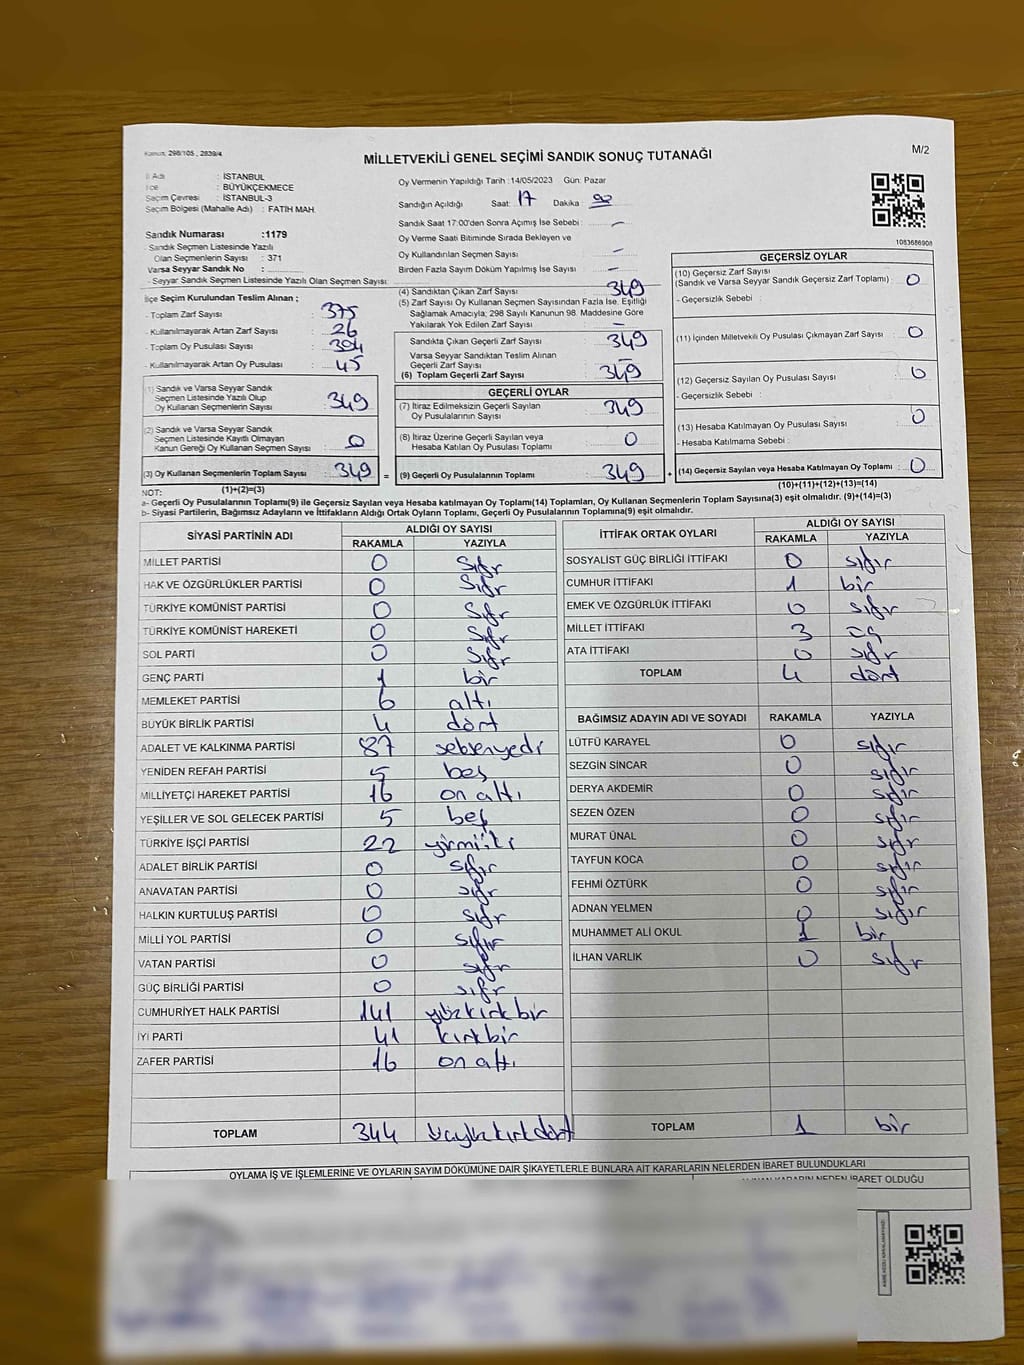 Kanun, 298/105 , 2839/4
MİLLETVEKİLİ GENEL SEÇİMİ SANDIK SONUÇ TUTANAĞI
M/2
İl Adı : İSTANBUL
İlçe : BÜYÜKÇEKMECE
Seçim Çevresi : İSTANBUL-3
Seçim Bölgesi (Mahalle Adı) : FATİH MAH.
Sandık Numarası :1179
- Sandık Seçmen Listesinde Yazılı
Olan Seçmenlerin Sayısı : 371
Varsa Seyyar Sandık No :
- Seyyar Sandık Seçmen Listesinde Yazılı Olan Seçmen Sayısı:
Oy Vermenin Yapıldığı Tarih :14/05/2023 Gün: Pazar
Sandığın Açıldığı Saat: 17 Dakika
Sandık Saat 17:00'den Sonra Açımış İse Sebebi : -
Oy Verme Saati Bitiminde Sırada Bekleyen ve
Oy Kullandırılan Seçmen Sayısı : -
Birden Fazla Sayım Döküm Yapılmış İse Sayısı : -
1083686908
İlçe Seçim Kurulundan Teslim Alınan ;
- Toplam Zarf Sayısı : 375
- Kullanılmayarak Artan Zarf Sayısı : 26
- Toplam Oy Pusulası Sayısı : 394
- Kullanılmayarak Artan Oy Pusulası : 45
(1) Sandık ve Varsa Seyyar Sandık
Seçmen Listesinde Yazılı Olup
Oy Kullanan Seçmenlerin Sayısı : 349
(2) Sandık ve Varsa Seyyar Sandık
Seçmen Listesinde Kayıtlı Olmayan
Kanun Gereği Oy Kullanan Seçmen Sayısı : 0
(3) Oy Kullanan Seçmenlerin Toplam Sayısı : 349 =
(1)+(2)=(3)
(4) Sandıktan Çıkan Zarf Sayısı : 349
(5) Zarf Sayısı Oy Kullanan Seçmen Sayısından Fazla İse. Eşitliği
Sağlamak Amacıyla; 298 Sayılı Kanunun 98. Maddesine Göre
Yakılarak Yok Edilen Zarf Sayısı : -
Sandıkta Çıkan Geçerli Zarf Sayısı : 349
Varsa Seyyar Sandıktan Teslim Alınan
Geçerli Zarf Sayısı : -
(6) Toplam Geçerli Zarf Sayısı : 349
GEÇERLİ OYLAR
(7) İtiraz Edilmeksizin Geçerli Sayılan
Oy Pusulalarının Sayısı : 349
(8) İtiraz Üzerine Geçerli Sayılan veya
Hesaba Katılan Oy Pusulası Toplamı : 0
(9) Geçerli Oy Pusulalarının Toplamı : 349 +
GEÇERSİZ OYLAR
(10) Geçersiz Zarf Sayısı
(Sandık ve Varsa Seyyar Sandık Geçersiz Zarf Toplamı) : 0
- Geçersizlik Sebebi :
(11) İçinden Milletvekili Oy Pusulası Çıkmayan Zarf Sayısı : 0
(12) Geçersiz Sayılan Oy Pusulası Sayısı : 0
- Geçersizlik Sebebi :
(13) Hesaba Katılmayan Oy Pusulası Sayısı : 0
- Hesaba Katılmama Sebebi :
(14) Geçersiz Sayılan veya Hesaba Katılmayan Oy Toplamı : 0
(10)+(11)+(12)+(13)=(14)
NOT:
a- Geçerli Oy Pusulalarının Toplamı(9) ile Geçersiz Sayılan veya Hesaba katılmayan Oy Toplamı(14) Toplamları, Oy Kullanan Seçmenlerin Toplam Sayısına(3) eşit olmalıdır. (9)+(14)=(3)
b- Siyasi Partilerin, Bağımsız Adayların ve İttifakların Aldığı Ortak Oyların Toplamı, Geçerli Oy Pusulalarının Toplamına(9) eşit olmalıdır.
SİYASİ PARTİNİN ADI ALDIĞI OY SAYISI
RAKAMLA YAZIYLA
MİLLET PARTİSİ 0 sıfır
HAK VE ÖZGÜRLÜKLER PARTİSİ 0 sıfır
TÜRKİYE KOMÜNİST PARTİSİ 0 sıfır
TÜRKİYE KOMÜNİST HAREKETİ 0 sıfır
SOL PARTİ 0 sıfır
GENÇ PARTİ 1 bir
MEMLEKET PARTİSİ 6 altı
BÜYÜK BİRLİK PARTİSİ 4 dört
ADALET VE KALKINMA PARTİSİ 87 seksenyedi
YENİDEN REFAH PARTİSİ 5 beş
MİLLİYETÇİ HAREKET PARTİSİ 16 on altı
YEŞİLLER VE SOL GELECEK PARTİSİ 5 beş
TÜRKİYE İŞÇİ PARTİSİ 22 yirmiiki
ADALET BİRLİK PARTİSİ 0 sıfır
ANAVATAN PARTİSİ 0 sıfır
HALKIN KURTULUŞ PARTİSİ 0 sıfır
MİLLİ YOL PARTİSİ 0 sıfır
VATAN PARTİSİ 0 sıfır
GÜÇ BİRLİĞİ PARTİSİ 0 sıfır
CUMHURİYET HALK PARTİSİ 141 yüzkırkbir
İYİ PARTİ 41 kırkbir
ZAFER PARTİSİ 16 on altı
TOPLAM 344
İTTİFAK ORTAK OYLARI ALDIĞI OY SAYISI
RAKAMLA YAZIYLA
SOSYALİST GÜÇ BİRLİĞİ İTTİFAKI 0 sıfır
CUMHUR İTTİFAKI 1 bir
EMEK VE ÖZGÜRLÜK İTTİFAKI 0 sıfır
MİLLET İTTİFAKI 3 üç
ATA İTTİFAKI 0 sıfır
TOPLAM 4 dört
BAĞIMSIZ ADAYIN ADI VE SOYADI RAKAMLA YAZIYLA
LÜTFÜ KARAYEL 0 sıfır
SEZGİN SİNCAR 0 sıfır
DERYA AKDEMİR 0 sıfır
SEZEN ÖZEN 0 sıfır
MURAT ÜNAL 0 sıfır
TAYFUN KOCA 0 sıfır
FEHMİ ÖZTÜRK 0 sıfır
ADNAN YELMEN 0 sıfır
MUHAMMET ALİ OKUL 1 bir
İLHAN VARLIK 0 sıfır
TOPLAM 1 bir
OYLAMA İŞ VE İŞLEMLERİNE VE OYLARIN SAYIM DÖKÜMÜNE DAİR ŞİKAYETLERLE BUNLARA AİT KARARLARIN NELERDEN İBARET BULUNDUKLARI
KARARIN NEDEN İBARET OLDUĞU